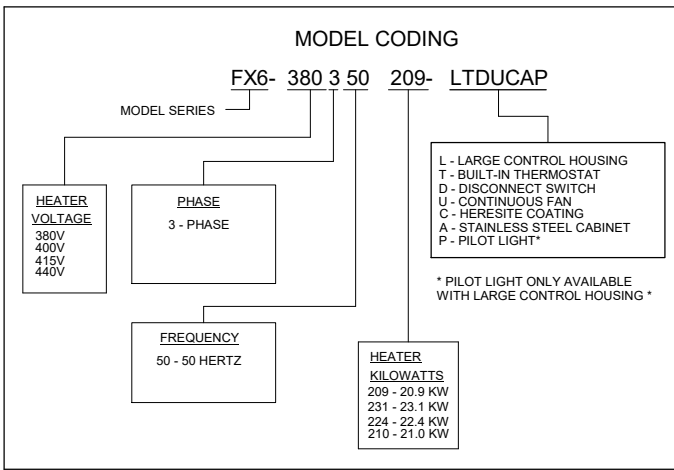 MODEL CODING
FX6- 380 3 50 209- LTDUCAP
MODEL SERIES
HEATER
VOLTAGE
380V
400V
415V
440V
PHASE
3 - PHASE
FREQUENCY
50 - 50 HERTZ
HEATER
KILOWATTS
209 - 20.9 KW
231 - 23.1 KW
224 - 22.4 KW
210 - 21.0 KW
L - LARGE CONTROL HOUSING
T - BUILT-IN THERMOSTAT
D - DISCONNECT SWITCH
U - CONTINUOUS FAN
C - HERESITE COATING
A - STAINLESS STEEL CABINET
P - PILOT LIGHT*
* PILOT LIGHT ONLY AVAILABLE
WITH LARGE CONTROL HOUSING *